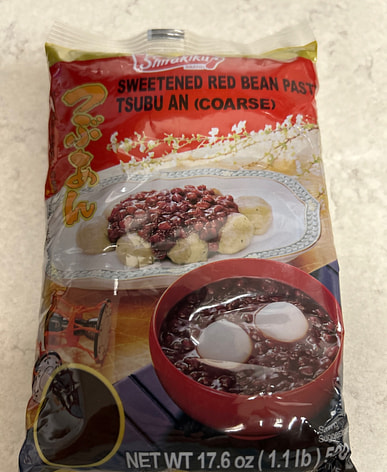 Shirakiku
SWEETENED RED BEAN PAST
TSUBU AN (COARSE)
つぶあん
NET WT 17.6 oz ( 1.1 lb )